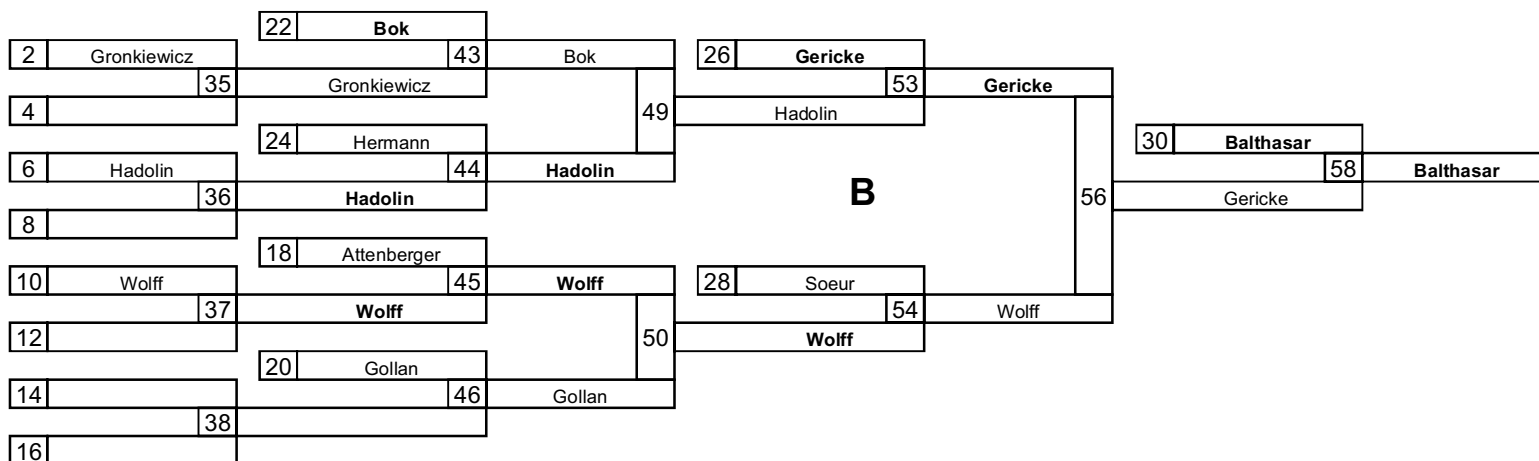 22 Bok
2 Gronkiewicz 43 Bok 26 Gericke
35 Gronkiewicz 53 Gericke
4 49 Hadolin
24 Hermann 30 Balthasar
6 Hadolin 44 Hadolin 58 Balthasar
36 Hadolin B 56 Gericke
8
18 Attenberger
10 Wolff 45 Wolff 28 Soeur
37 Wolff 54 Wolff
12 50 Wolff
20 Gollan
14 46 Gollan
38
16